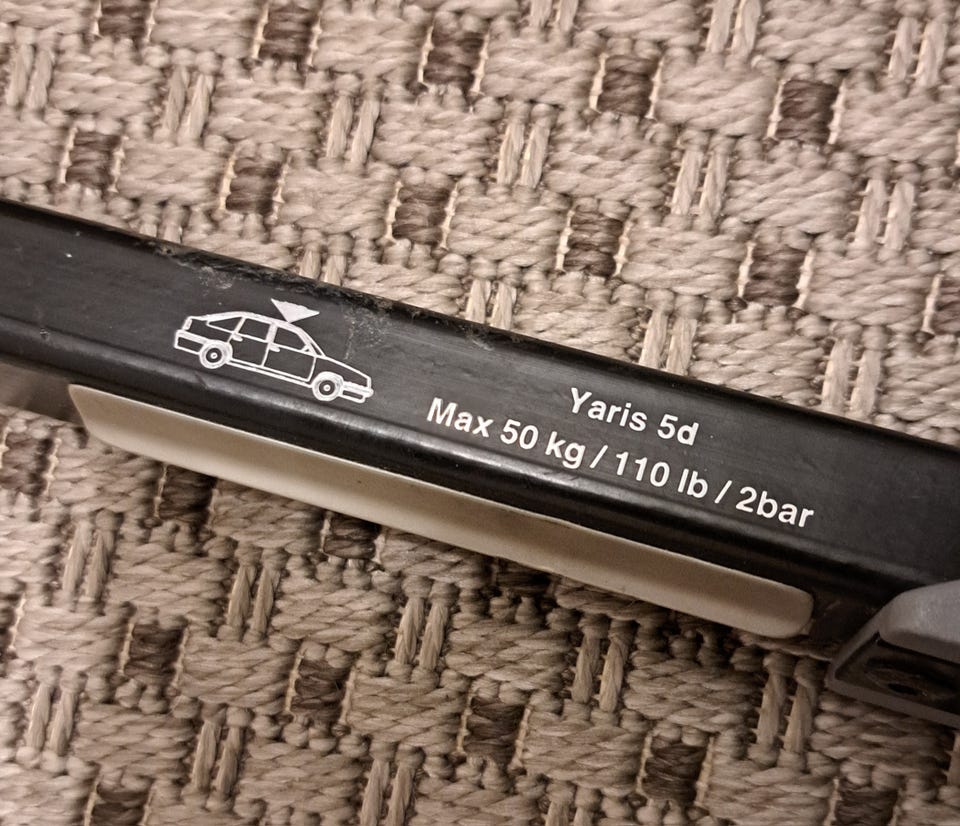 Yaris 5d
Max 50 kg / 110 lb / 2bar